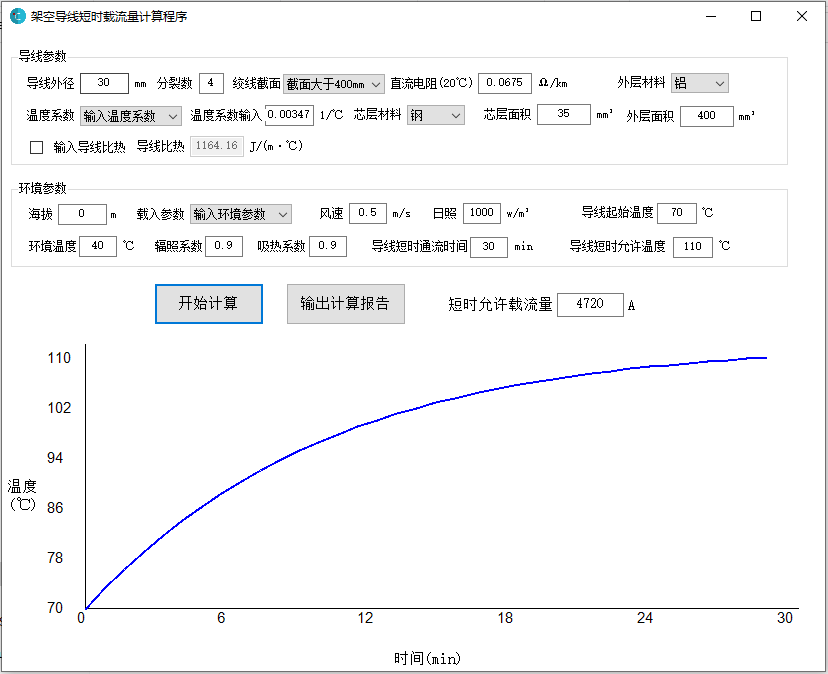 架空导线短时载流量计算程序
导线参数
导线外径 30 mm 分裂数 4 绞线截面 截面大于400mm 直流电阻(20℃) 0.0675 Ω/km 外层材料 铝
温度系数 输入温度系数 温度系数输入 0.00347 1/℃ 芯层材料 钢 芯层面积 35 mm² 外层面积 400 mm²
输入导线比热 导线比热 1164.16 J/(m·℃)
环境参数
海拔 0 m 载入参数 输入环境参数 风速 0.5 m/s 日照 1000 w/m² 导线起始温度 70 ℃
环境温度 40 ℃ 辐照系数 0.9 吸热系数 0.9 导线短时通流时间 30 min 导线短时允许温度 110 ℃
开始计算 输出计算报告 短时允许载流量 4720 A
110
102
94
温度
(℃)
86
78
70
0 6 12 18 24 30
时间(min)